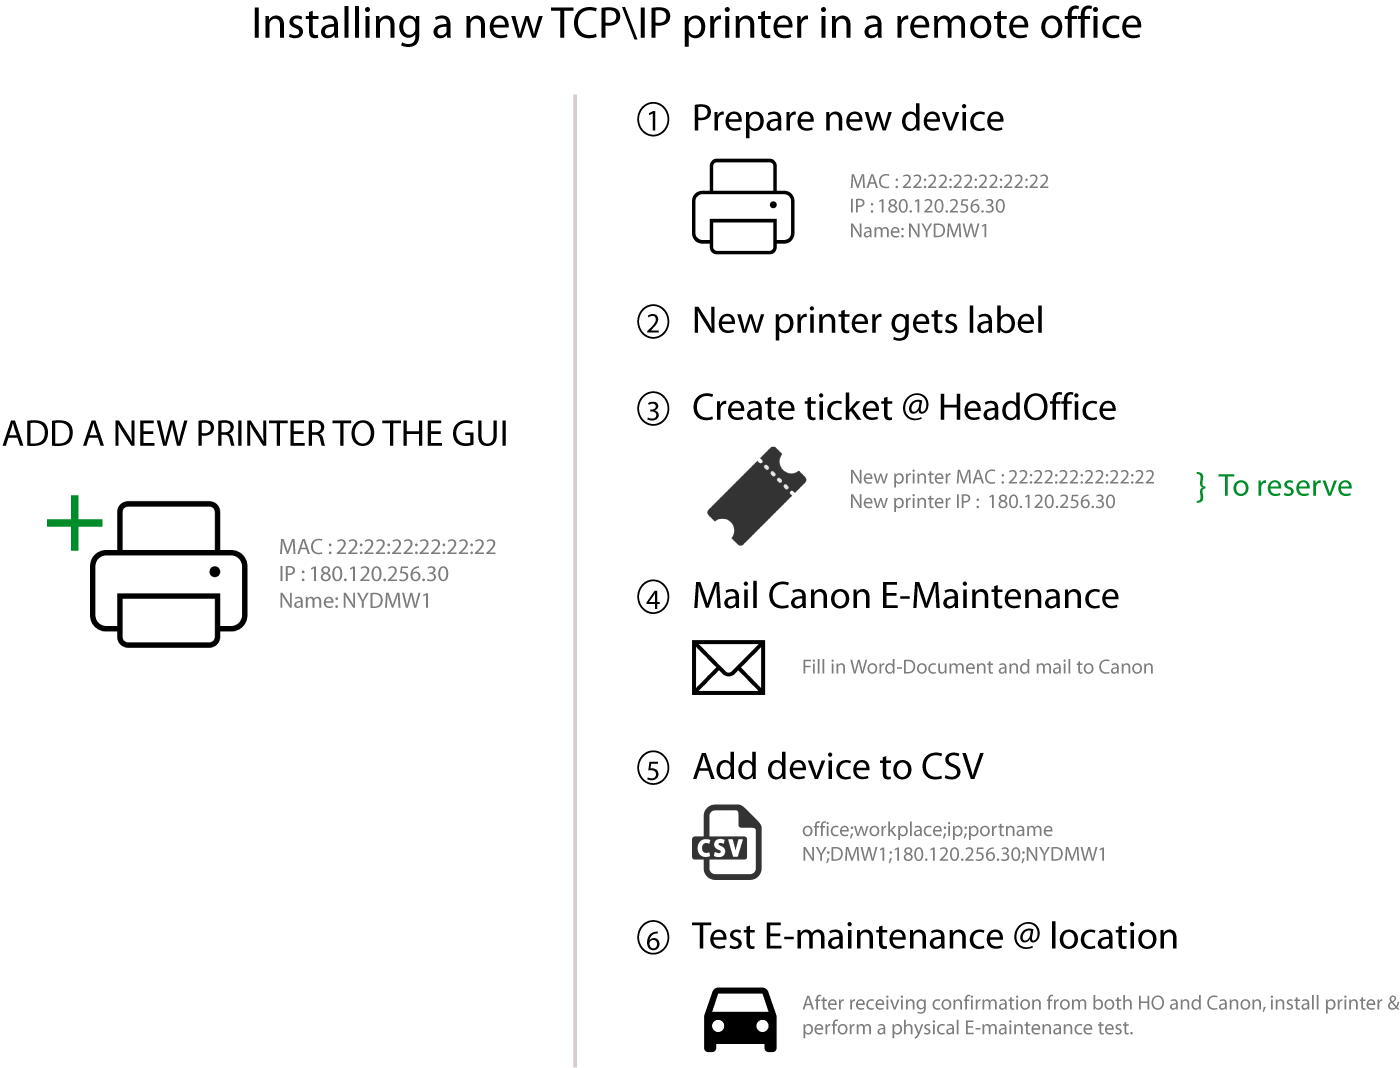 Installing a new TCP\IP printer in a remote office
ADD A NEW PRINTER TO THE GUI
MAC : 22:22:22:22:22:22
IP : 180.120.256.30
Name: NYDMW1
1 Prepare new device
MAC : 22:22:22:22:22:22
IP : 180.120.256.30
Name: NYDMW1
2 New printer gets label
3 Create ticket @ HeadOffice
New printer MAC : 22:22:22:22:22:22
New printer IP : 180.120.256.30
} To reserve
4 Mail Canon E-Maintenance
Fill in Word-Document and mail to Canon
5 Add device to CSV
CSV
office;workplace;ip;portname
NY;DMW1;180.120.256.30;NYDMW1
6 Test E-maintenance @ location
After receiving confirmation from both HO and Canon, install printer &
perform a physical E-maintenance test.